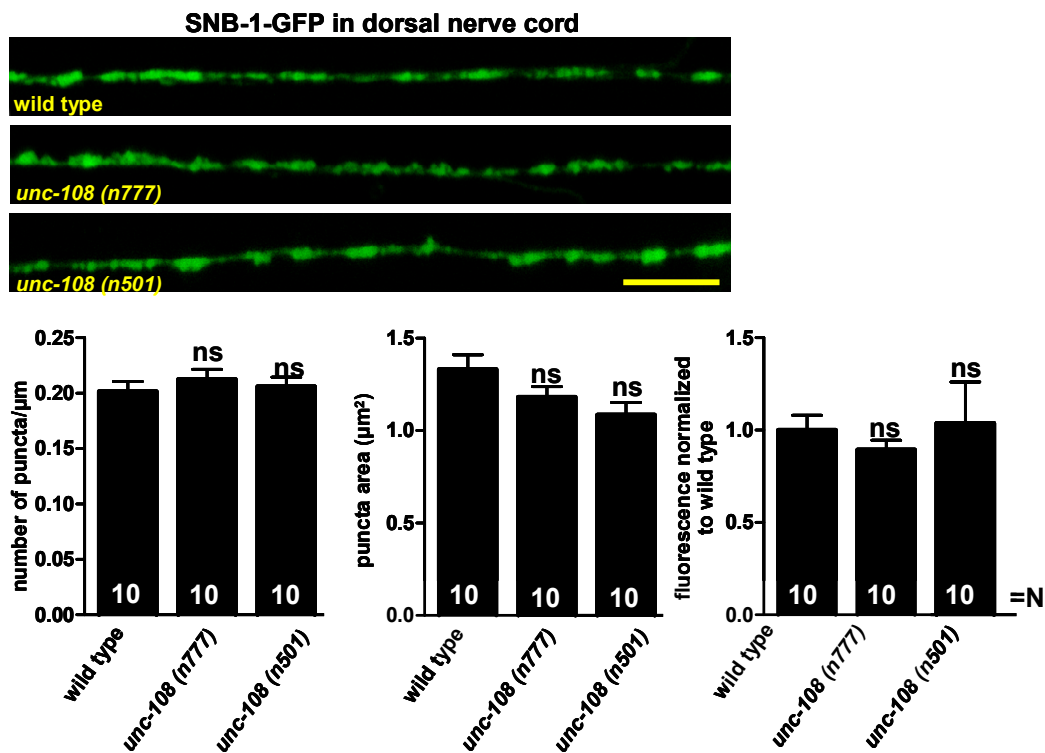 SNB-1-GFP in dorsal nerve cord
wild type
unc-108 (n777)
unc-108 (n501)
number of puncta/µm
0.25
0.20
0.15
0.10
0.05
0.00
ns
ns
10
10
10
wild type
unc-108 (n777)
unc-108 (n501)
puncta area (µm²)
1.5
1.0
0.5
0.0
ns
ns
10
10
10
wild type
unc-108 (n777)
unc-108 (n501)
fluorescence normalized
to wild type
1.5
1.0
0.5
0.0
ns
ns
10
10
10
=N
wild type
unc-108 (n777)
unc-108 (n501)